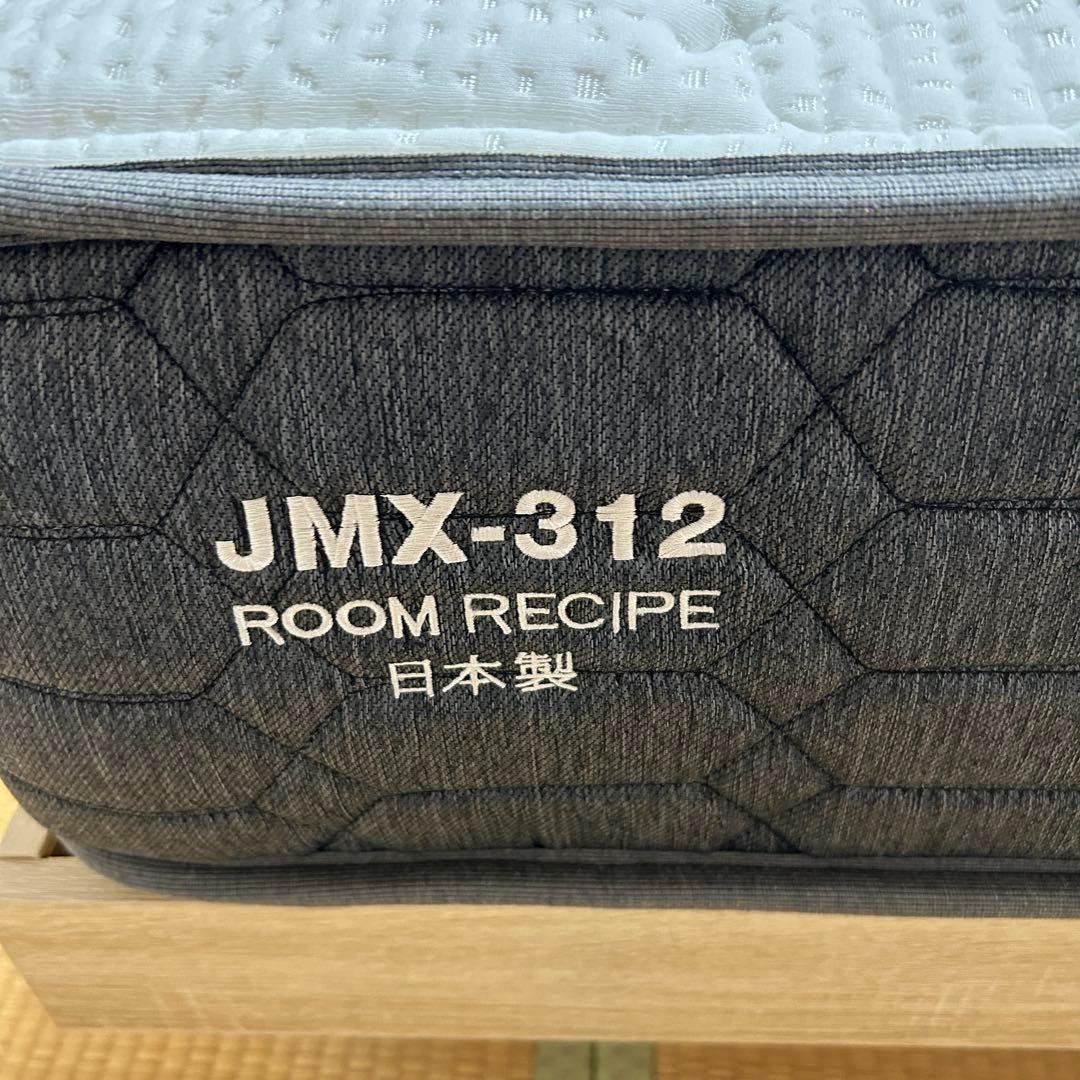 JMX-312
ROOM RECIPE
日本製